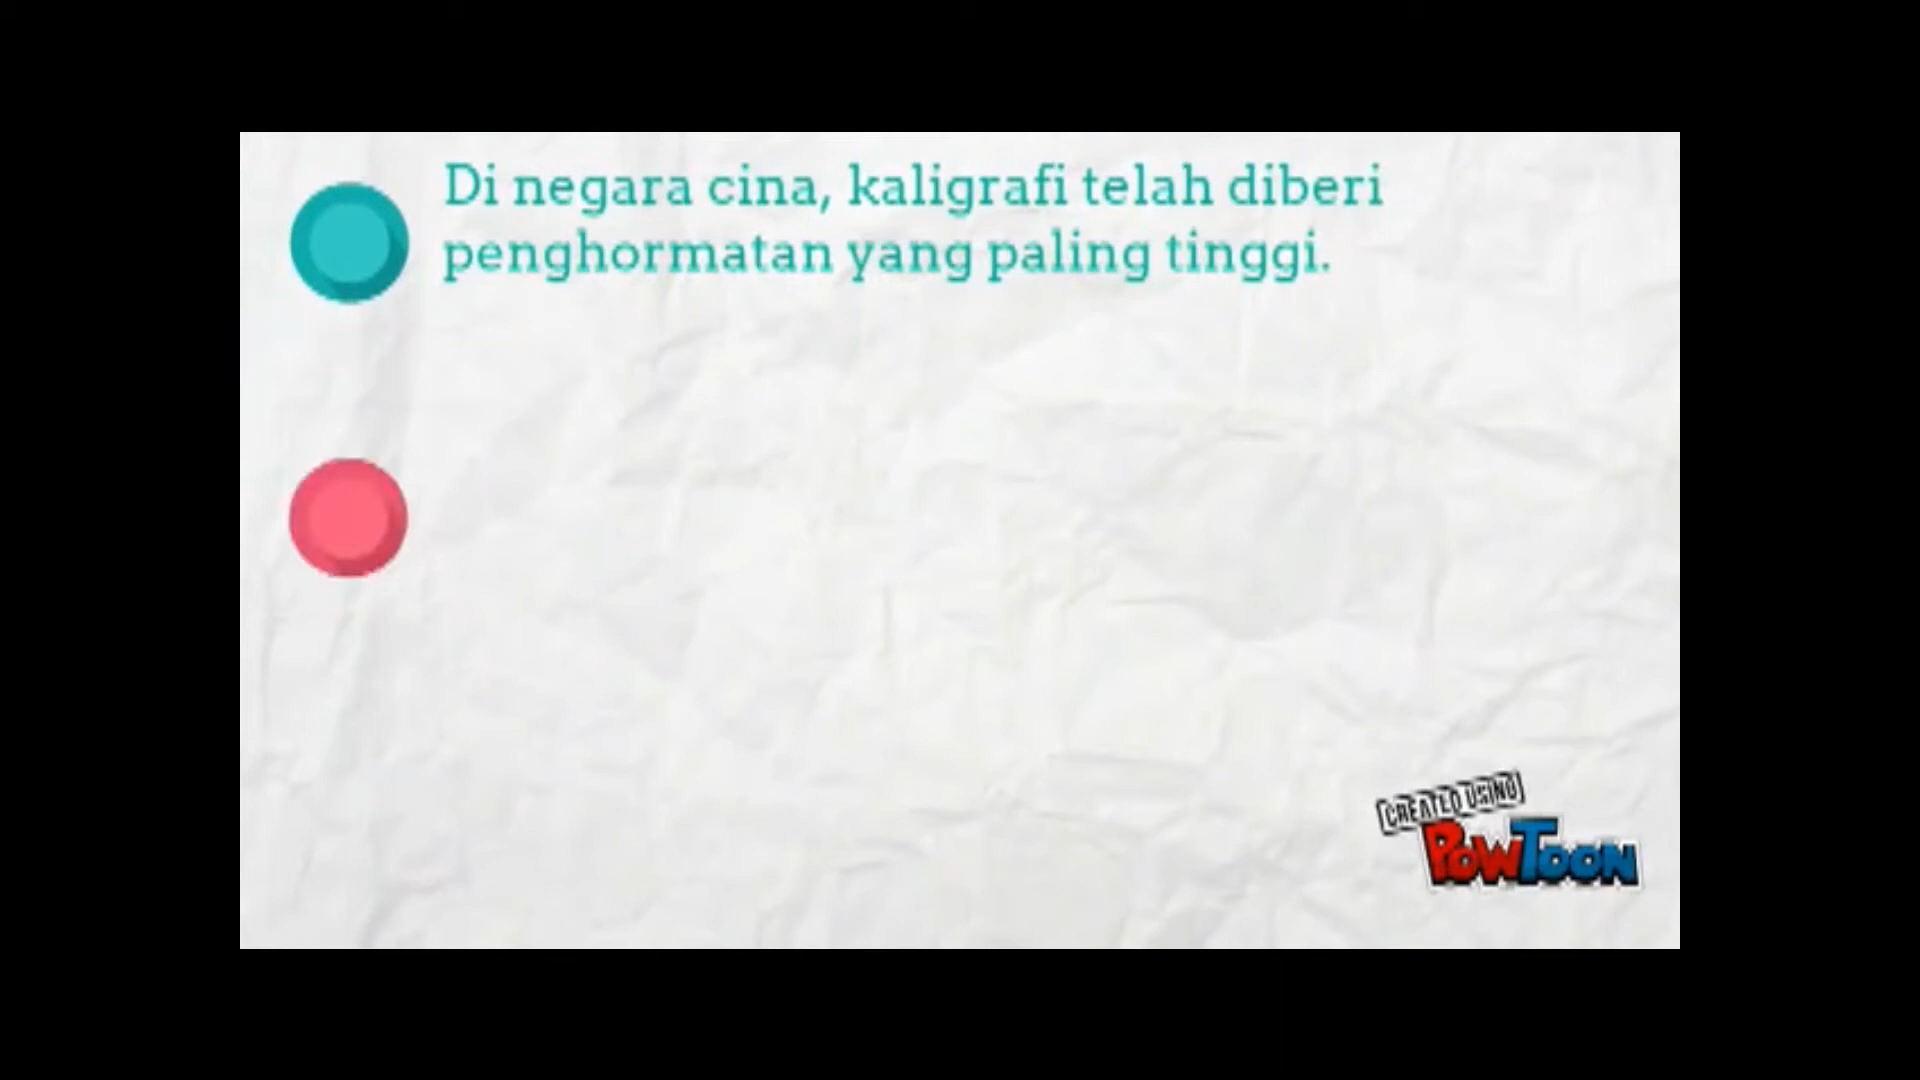 Di negara cina, kaligrafi telah diberi
penghormatan yang paling tinggi.
CREATED USING
POWTOON